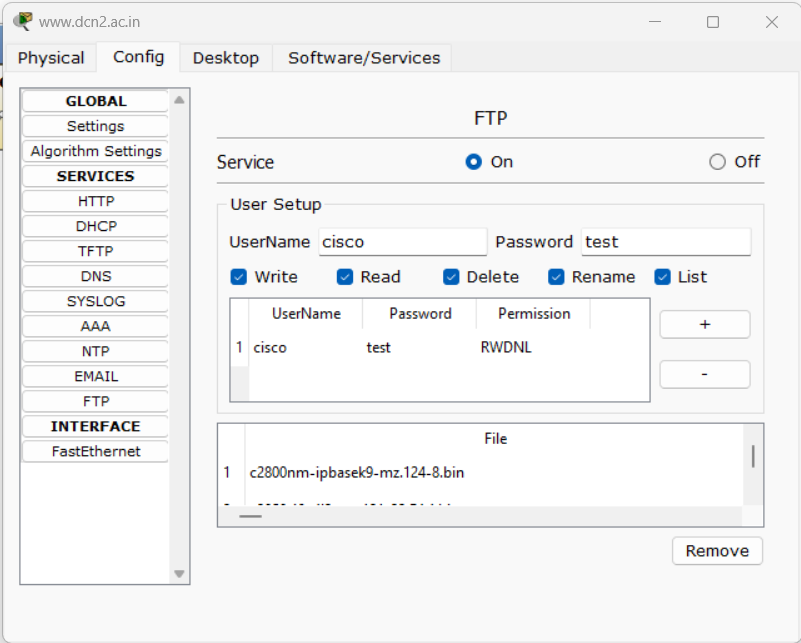 www.dcn2.ac.in
Physical Config Desktop Software/Services
GLOBAL
Settings
Algorithm Settings
SERVICES
HTTP
DHCP
TFTP
DNS
SYSLOG
AAA
NTP
EMAIL
FTP
INTERFACE
FastEthernet
FTP
Service On Off
User Setup
UserName cisco Password test
Write Read Delete Rename List
UserName Password Permission
1 cisco test RWDNL
+
-
File
1 c2800nm-ipbasek9-mz.124-8.bin
Remove